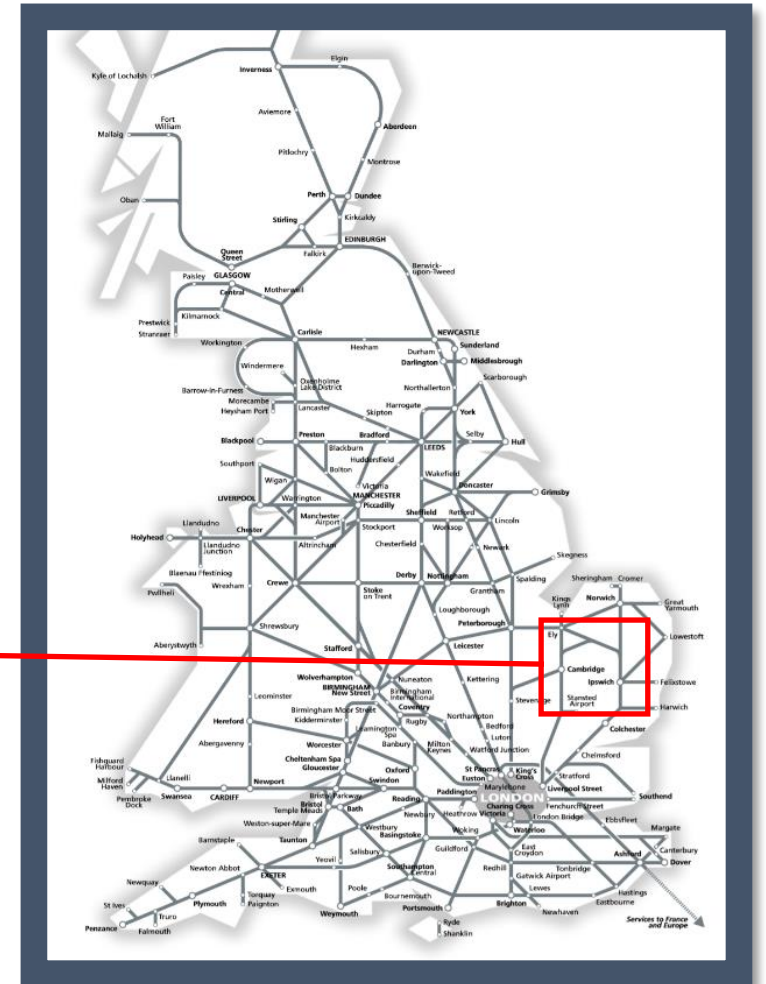 Elgin
Inverness
Kyle of Lochalsh
Aviemore
Fort
William
Mallaig
Aberdeen
Pitlochry
Montrose
Perth
Dundee
Oban
Stirling
Kirkcaldy
EDINBURGH
Queen
Street
Falkirk
Berwick-
upon-Tweed
Paisley
GLASGOW
Central
Motherwell
Prestwick
Kilmarnock
Stranraer
Carlisle
NEWCASTLE
Workington
Hexham
Durham
Sunderland
Darlington
Middlesbrough
Windermere
Oxenholme
Lake District
Scarborough
Barrow-in-Furness
Northallerton
Morecambe
Heysham Port
Lancaster
Harrogate
York
Skipton
Blackpool
Preston
Bradford
LEEDS
Selby
Hull
Blackburn
Huddersfield
Southport
Bolton
Wakefield
Wigan
Victoria
Doncaster
MANCHESTER
Piccadilly
Grimsby
LIVERPOOL
Warrington
Manchester
Airport
Stockport
Sheffield
Retford
Lincoln
Worksop
Llandudno
Holyhead
Llandudno
Junction
Chester
Altrincham
Chesterfield
Newark
Skegness
Blaenau Ffestiniog
Pwllheli
Wrexham
Crewe
Stoke
on Trent
Derby
Nottingham
Grantham
Spalding
Sheringham
Cromer
Kings
Lynn
Norwich
Great
Yarmouth
Loughborough
Peterborough
Shrewsbury
Ely
Lowestoft
Aberystwyth
Stafford
Leicester
Wolverhampton
Cambridge
BIRMINGHAM
New Street
Nuneaton
Birmingham
International
Kettering
Ipswich
Felixstowe
Leominster
Birmingham Moor Street
Coventry
Rugby
Stevenage
Stansted
Airport
Harwich
Kidderminster
Northampton
Hereford
Leamington
Spa
Bedford
Colchester
Abergavenny
Worcester
Banbury
Milton
Keynes
Luton
Watford Junction
Chelmsford
Cheltenham Spa
Gloucester
Oxford
St Pancras
Euston
King's
Cross
Stratford
Fishguard
Harbour
Milford
Haven
Pembroke
Dock
Llanelli
Swansea
CARDIFF
Newport
Swindon
Marylebone
Paddington
LONDON
Liverpool Street
Bristol Parkway
Bristol
Temple Meads
Bath
Reading
Charing Cross
Fenchurch Street
Southend
Weston-super-Mare
Newbury
Heathrow
Victoria
London Bridge
Ebbsfleet
Westbury
Basingstoke
Woking
Waterloo
Margate
Barnstaple
Taunton
Salisbury
Guildford
East
Croydon
Canterbury
Newton Abbot
Yeovil
Southampton
Central
Redhill
Tonbridge
Ashford
Dover
Gatwick Airport
EXETER
Newquay
Exmouth
Poole
Bournemouth
Lewes
Hastings
St Ives
Plymouth
Torquay
Paignton
Weymouth
Portsmouth
Brighton
Eastbourne
Newhaven
Truro
Penzance
Falmouth
Ryde
Shanklin
Services to France
and Europe